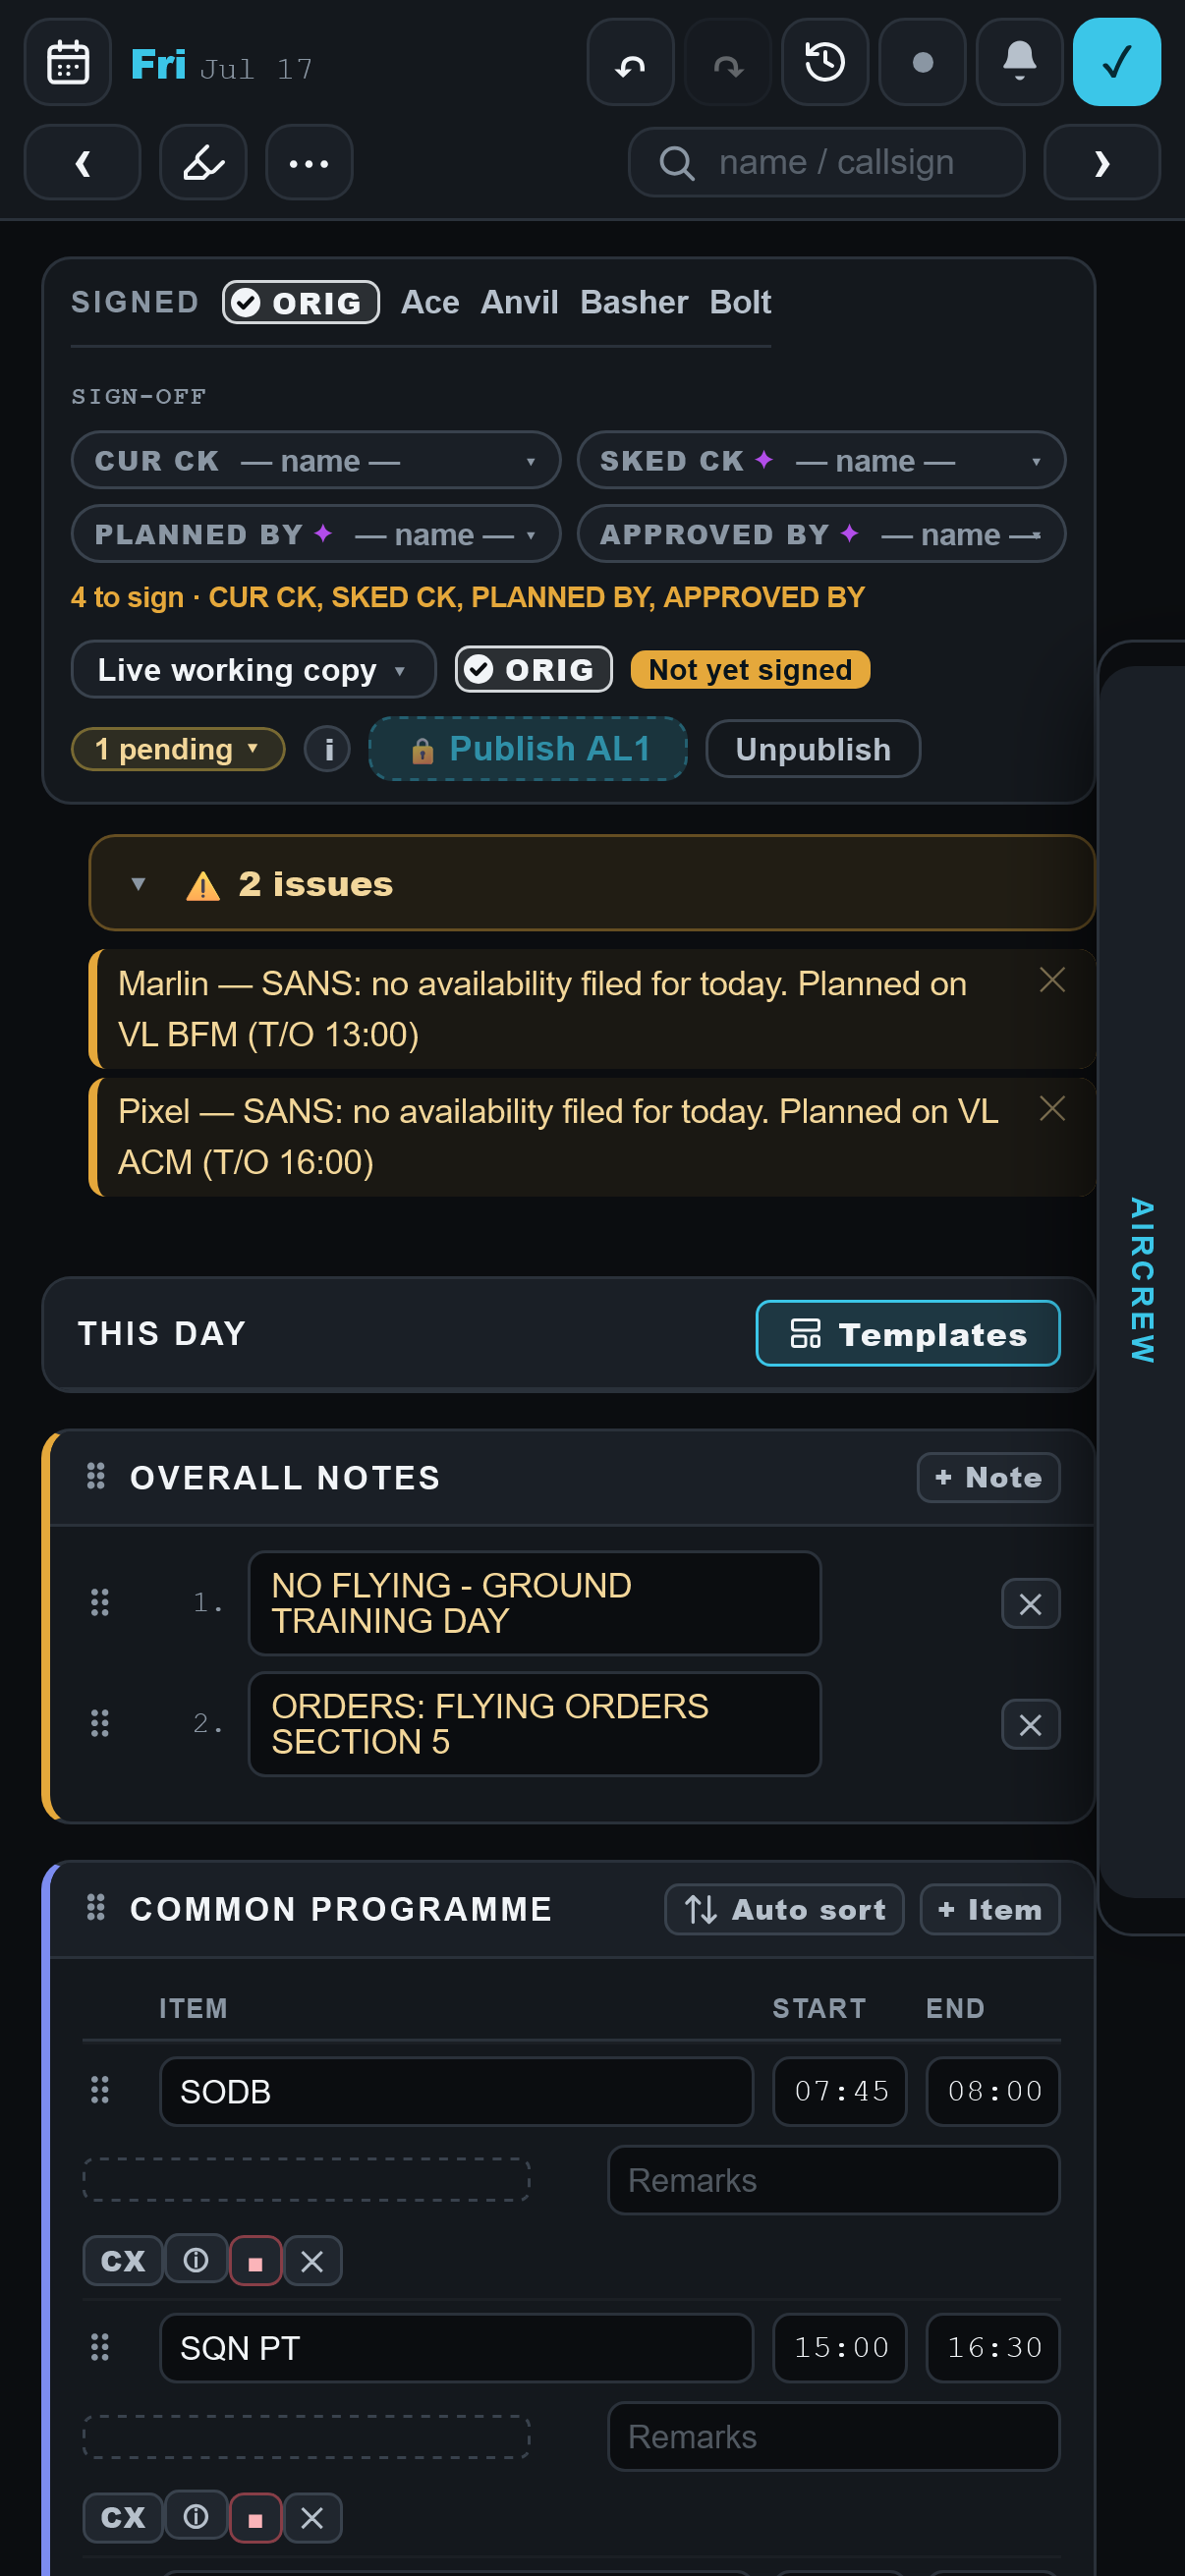 Fri Jul 17
name / callsign
SIGNED ORIG Ace Anvil Basher Bolt
SIGN-OFF
CUR CK — name —
SKED CK — name —
PLANNED BY — name —
APPROVED BY — name —
4 to sign · CUR CK, SKED CK, PLANNED BY, APPROVED BY
Live working copy ORIG Not yet signed
1 pending i Publish AL1 Unpublish
2 issues
Marlin — SANS: no availability filed for today. Planned on
VL BFM (T/O 13:00)
Pixel — SANS: no availability filed for today. Planned on VL
ACM (T/O 16:00)
AIRCREW
THIS DAY Templates
OVERALL NOTES + Note
1. NO FLYING - GROUND
TRAINING DAY
2. ORDERS: FLYING ORDERS
SECTION 5
COMMON PROGRAMME Auto sort + Item
ITEM START END
SODB 07:45 08:00
Remarks
CX
SQN PT 15:00 16:30
Remarks
CX